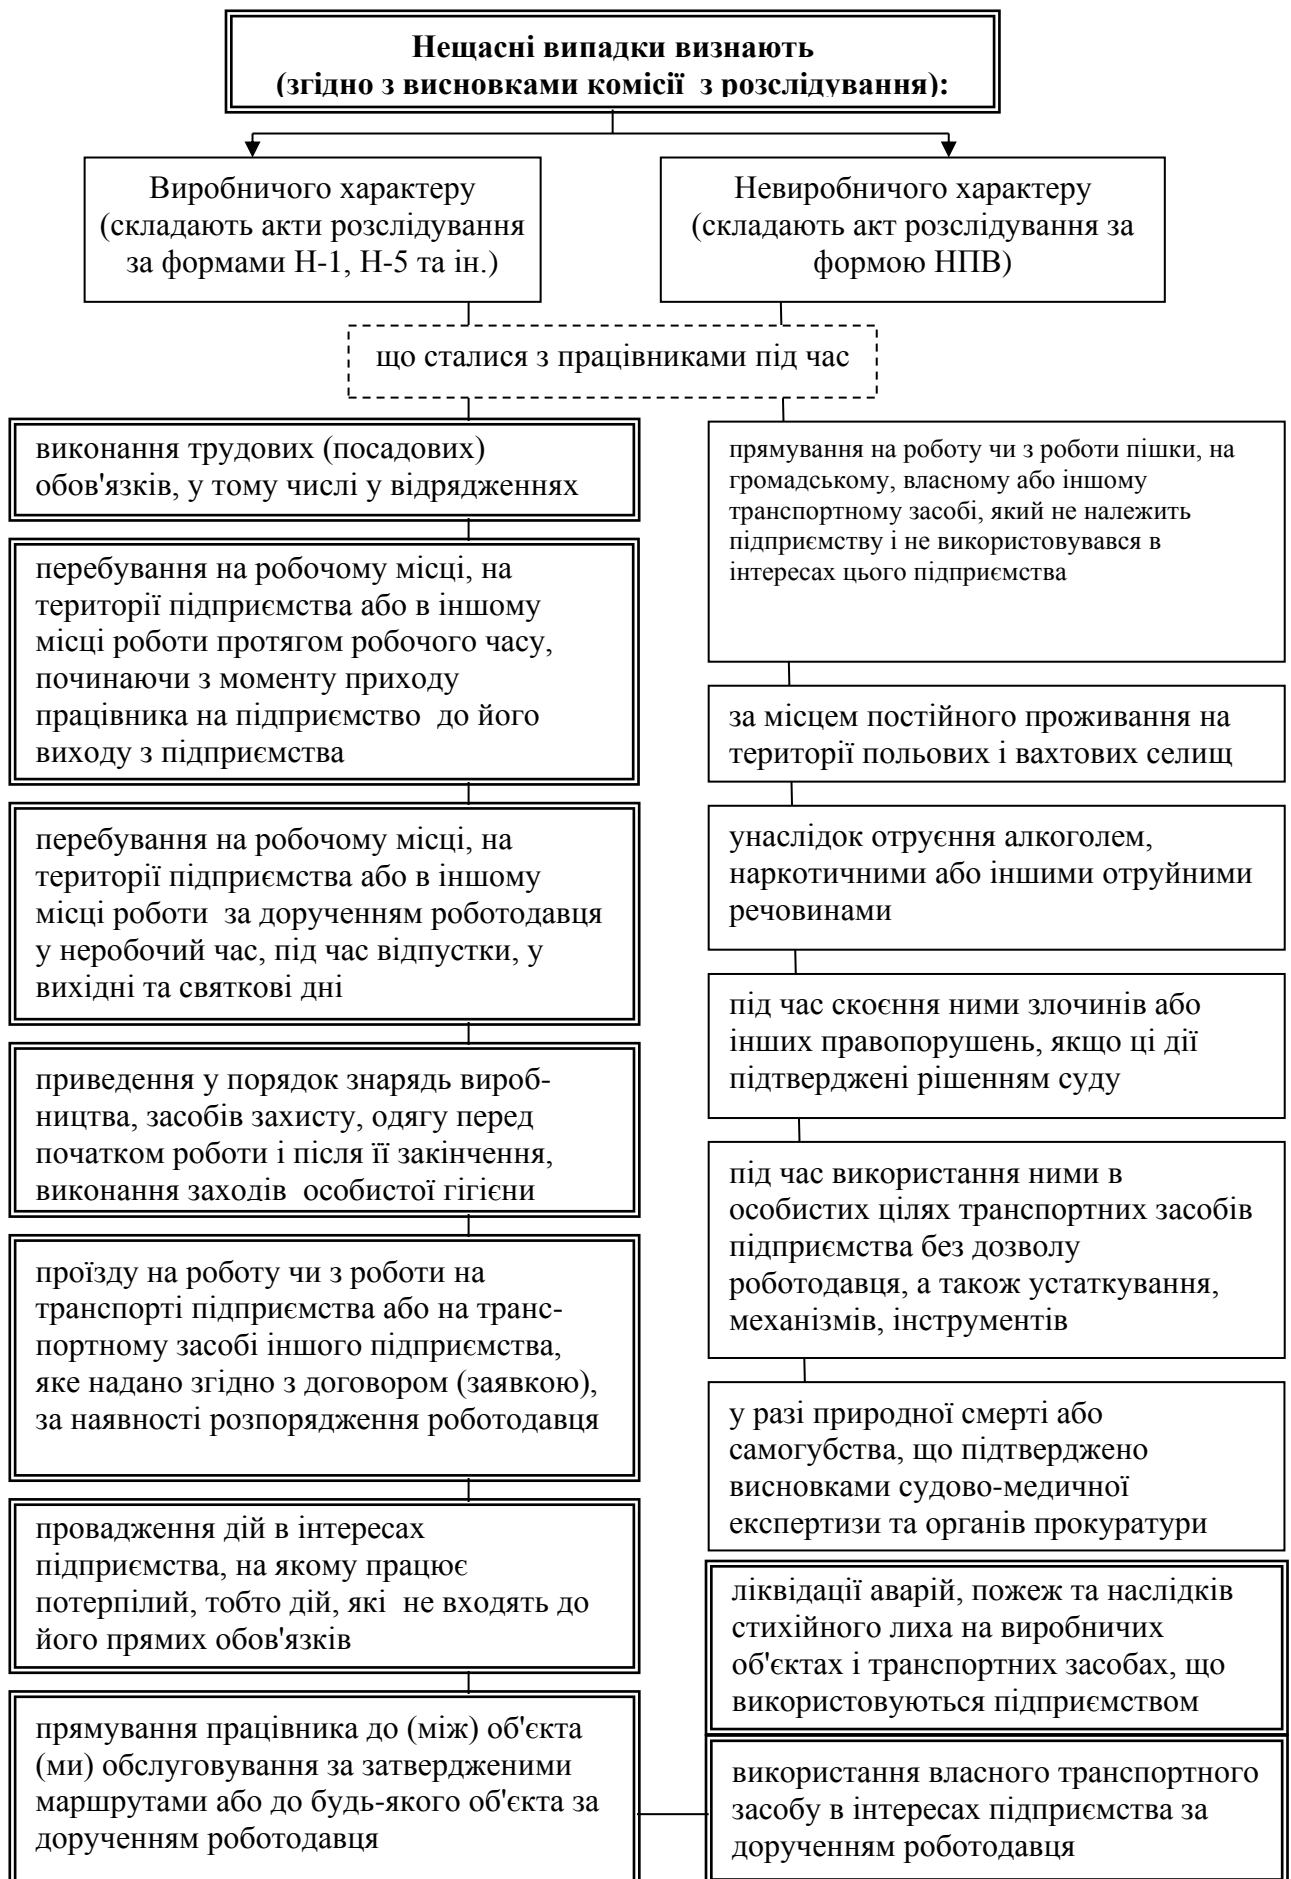 Нещасні випадки визнають
(згідно з висновками комісії з розслідування):
Виробничого характеру
(складають акти розслідування
за формами Н-1, Н-5 та ін.)
Невиробничого характеру
(складають акт розслідування за
формою НПВ)
що сталися з працівниками під час
виконання трудових (посадових)
обов'язків, у тому числі у відрядженнях
перебування на робочому місці, на
території підприємства або в іншому
місці роботи протягом робочого часу,
починаючи з моменту приходу
працівника на підприємство до його
виходу з підприємства
перебування на робочому місці, на
території підприємства або в іншому
місці роботи за дорученням роботодавця
у неробочий час, під час відпустки, у
вихідні та святкові дні
приведення у порядок знарядь вироб-
ництва, засобів захисту, одягу перед
початком роботи і після її закінчення,
виконання заходів особистої гігієни
проїзду на роботу чи з роботи на
транспорті підприємства або на транс-
портному засобі іншого підприємства,
яке надано згідно з договором (заявкою),
за наявності розпорядження роботодавця
провадження дій в інтересах
підприємства, на якому працює
потерпілий, тобто дій, які не входять до
його прямих обов'язків
прямування працівника до (між) об'єкта
(ми) обслуговування за затвердженими
маршрутами або до будь-якого об'єкта за
дорученням роботодавця
прямування на роботу чи з роботи пішки, на
громадському, власному або іншому
транспортному засобі, який не належить
підприємству і не використовувався в
інтересах цього підприємства
за місцем постійного проживання на
території польових і вахтових селищ
унаслідок отруєння алкоголем,
наркотичними або іншими отруйними
речовинами
під час скоєння ними злочинів або
інших правопорушень, якщо ці дії
підтверджені рішенням суду
під час використання ними в
особистих цілях транспортних засобів
підприємства без дозволу
роботодавця, а також устаткування,
механізмів, інструментів
у разі природної смерті або
самогубства, що підтверджено
висновками судово-медичної
експертизи та органів прокуратури
ліквідації аварій, пожеж та наслідків
стихійного лиха на виробничих
об'єктах і транспортних засобах, що
використовуються підприємством
використання власного транспортного
засобу в інтересах підприємства за
дорученням роботодавця